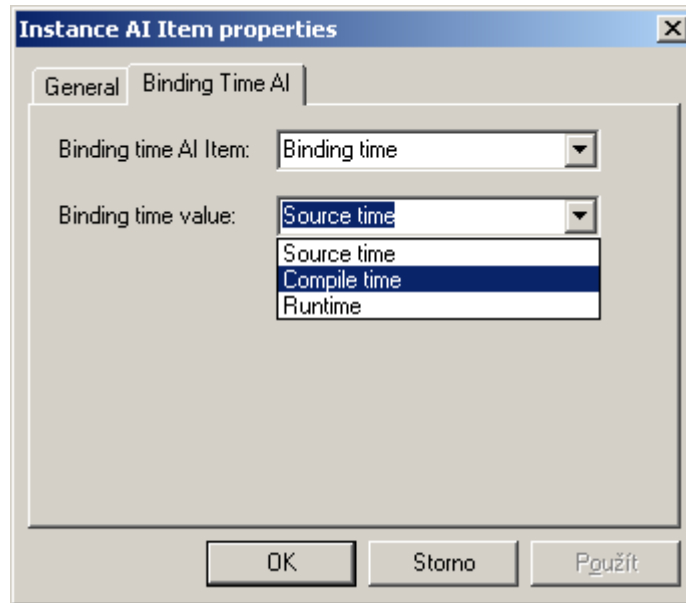 Instance AI Item properties
General Binding Time AI
Binding time AI Item: Binding time
Binding time value: Source time
Source time
Compile time
Runtime
OK Storno Použít